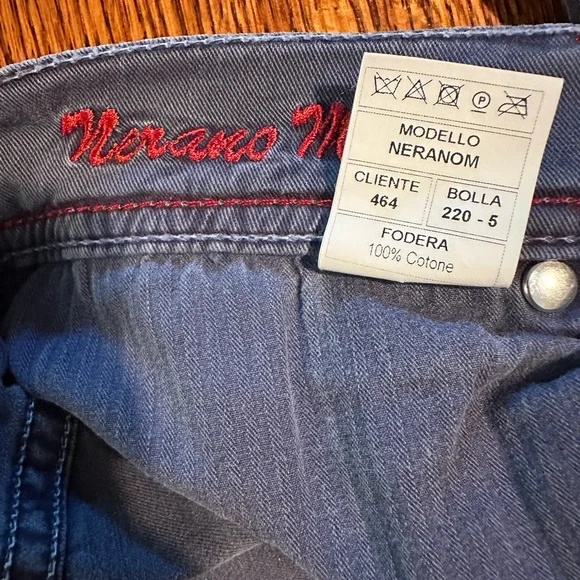 Nerano M
P
MODELLO
NERANOM
CLIENTE
464
BOLLA
220 - 5
FODERA
100% Cotone